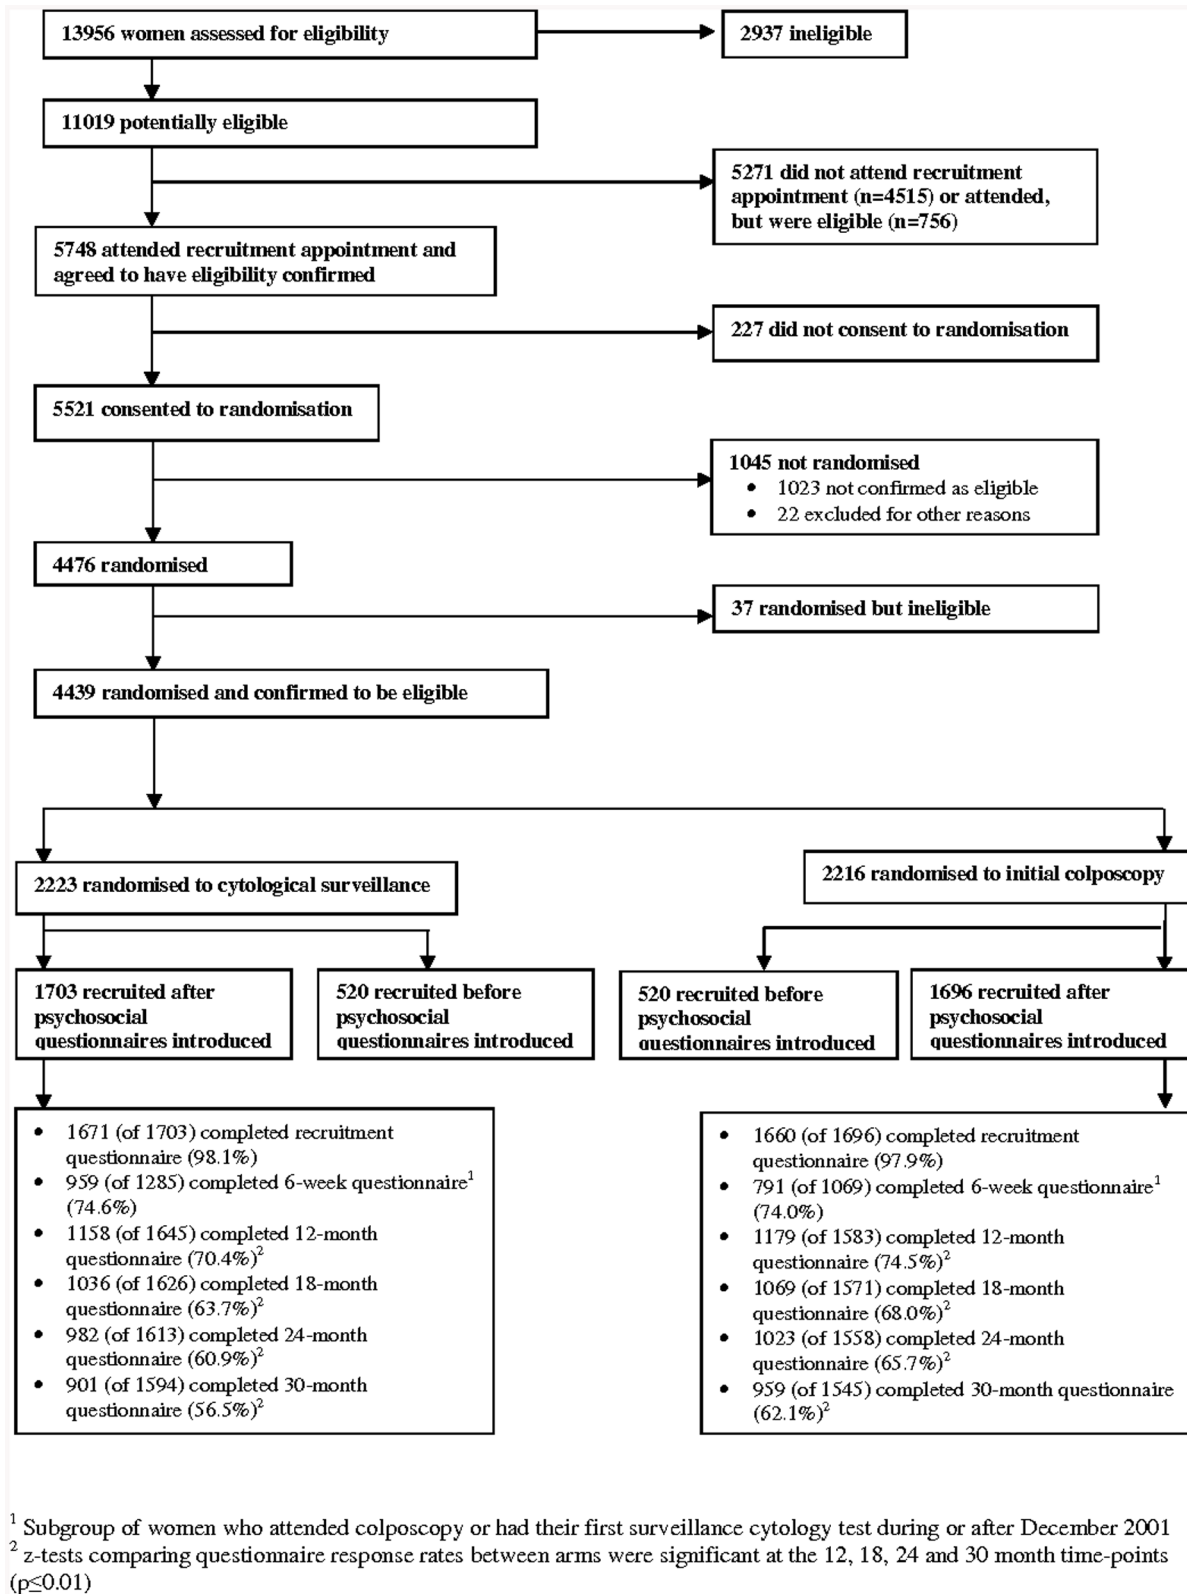 13956 women assessed for eligibility
2937 ineligible
11019 potentially eligible
5271 did not attend recruitment
appointment (n=4515) or attended,
but were eligible (n=756)
5748 attended recruitment appointment and
agreed to have eligibility confirmed
227 did not consent to randomisation
5521 consented to randomisation
1045 not randomised
• 1023 not confirmed as eligible
• 22 excluded for other reasons
4476 randomised
37 randomised but ineligible
4439 randomised and confirmed to be eligible
2223 randomised to cytological surveillance
2216 randomised to initial colposcopy
1703 recruited after
psychosocial
questionnaires introduced
520 recruited before
psychosocial
questionnaires introduced
520 recruited before
psychosocial
questionnaires introduced
1696 recruited after
psychosocial
questionnaires introduced
• 1671 (of 1703) completed recruitment
questionnaire (98.1%)
• 959 (of 1285) completed 6-week questionnaire¹
(74.6%)
• 1158 (of 1645) completed 12-month
questionnaire (70.4%)²
• 1036 (of 1626) completed 18-month
questionnaire (63.7%)²
• 982 (of 1613) completed 24-month
questionnaire (60.9%)²
• 901 (of 1594) completed 30-month
questionnaire (56.5%)²
• 1660 (of 1696) completed recruitment
questionnaire (97.9%)
• 791 (of 1069) completed 6-week questionnaire¹
(74.0%)
• 1179 (of 1583) completed 12-month
questionnaire (74.5%)²
• 1069 (of 1571) completed 18-month
questionnaire (68.0%)²
• 1023 (of 1558) completed 24-month
questionnaire (65.7%)²
• 959 (of 1545) completed 30-month questionnaire
(62.1%)²
¹ Subgroup of women who attended colposcopy or had their first surveillance cytology test during or after December 2001
² z-tests comparing questionnaire response rates between arms were significant at the 12, 18, 24 and 30 month time-points
(p≤0.01)